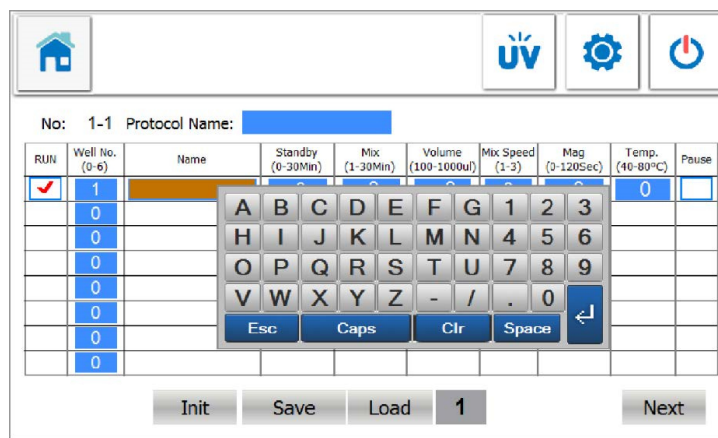 UV
No: 1-1 Protocol Name:
RUN Well No. (0-6) Name Standby (0-30Min) Mix (1-30Min) Volume (100-1000ul) Mix Speed (1-3) Mag (0-120Sec) Temp. (40-80ºC) Pause
1 0
0
0
0
0
0
0
0
A B C D E F G 1 2 3
H I J K L M N 4 5 6
O P Q R S T U 7 8 9
V W X Y Z - / . 0
Esc Caps Clr Space
Init Save Load 1 Next